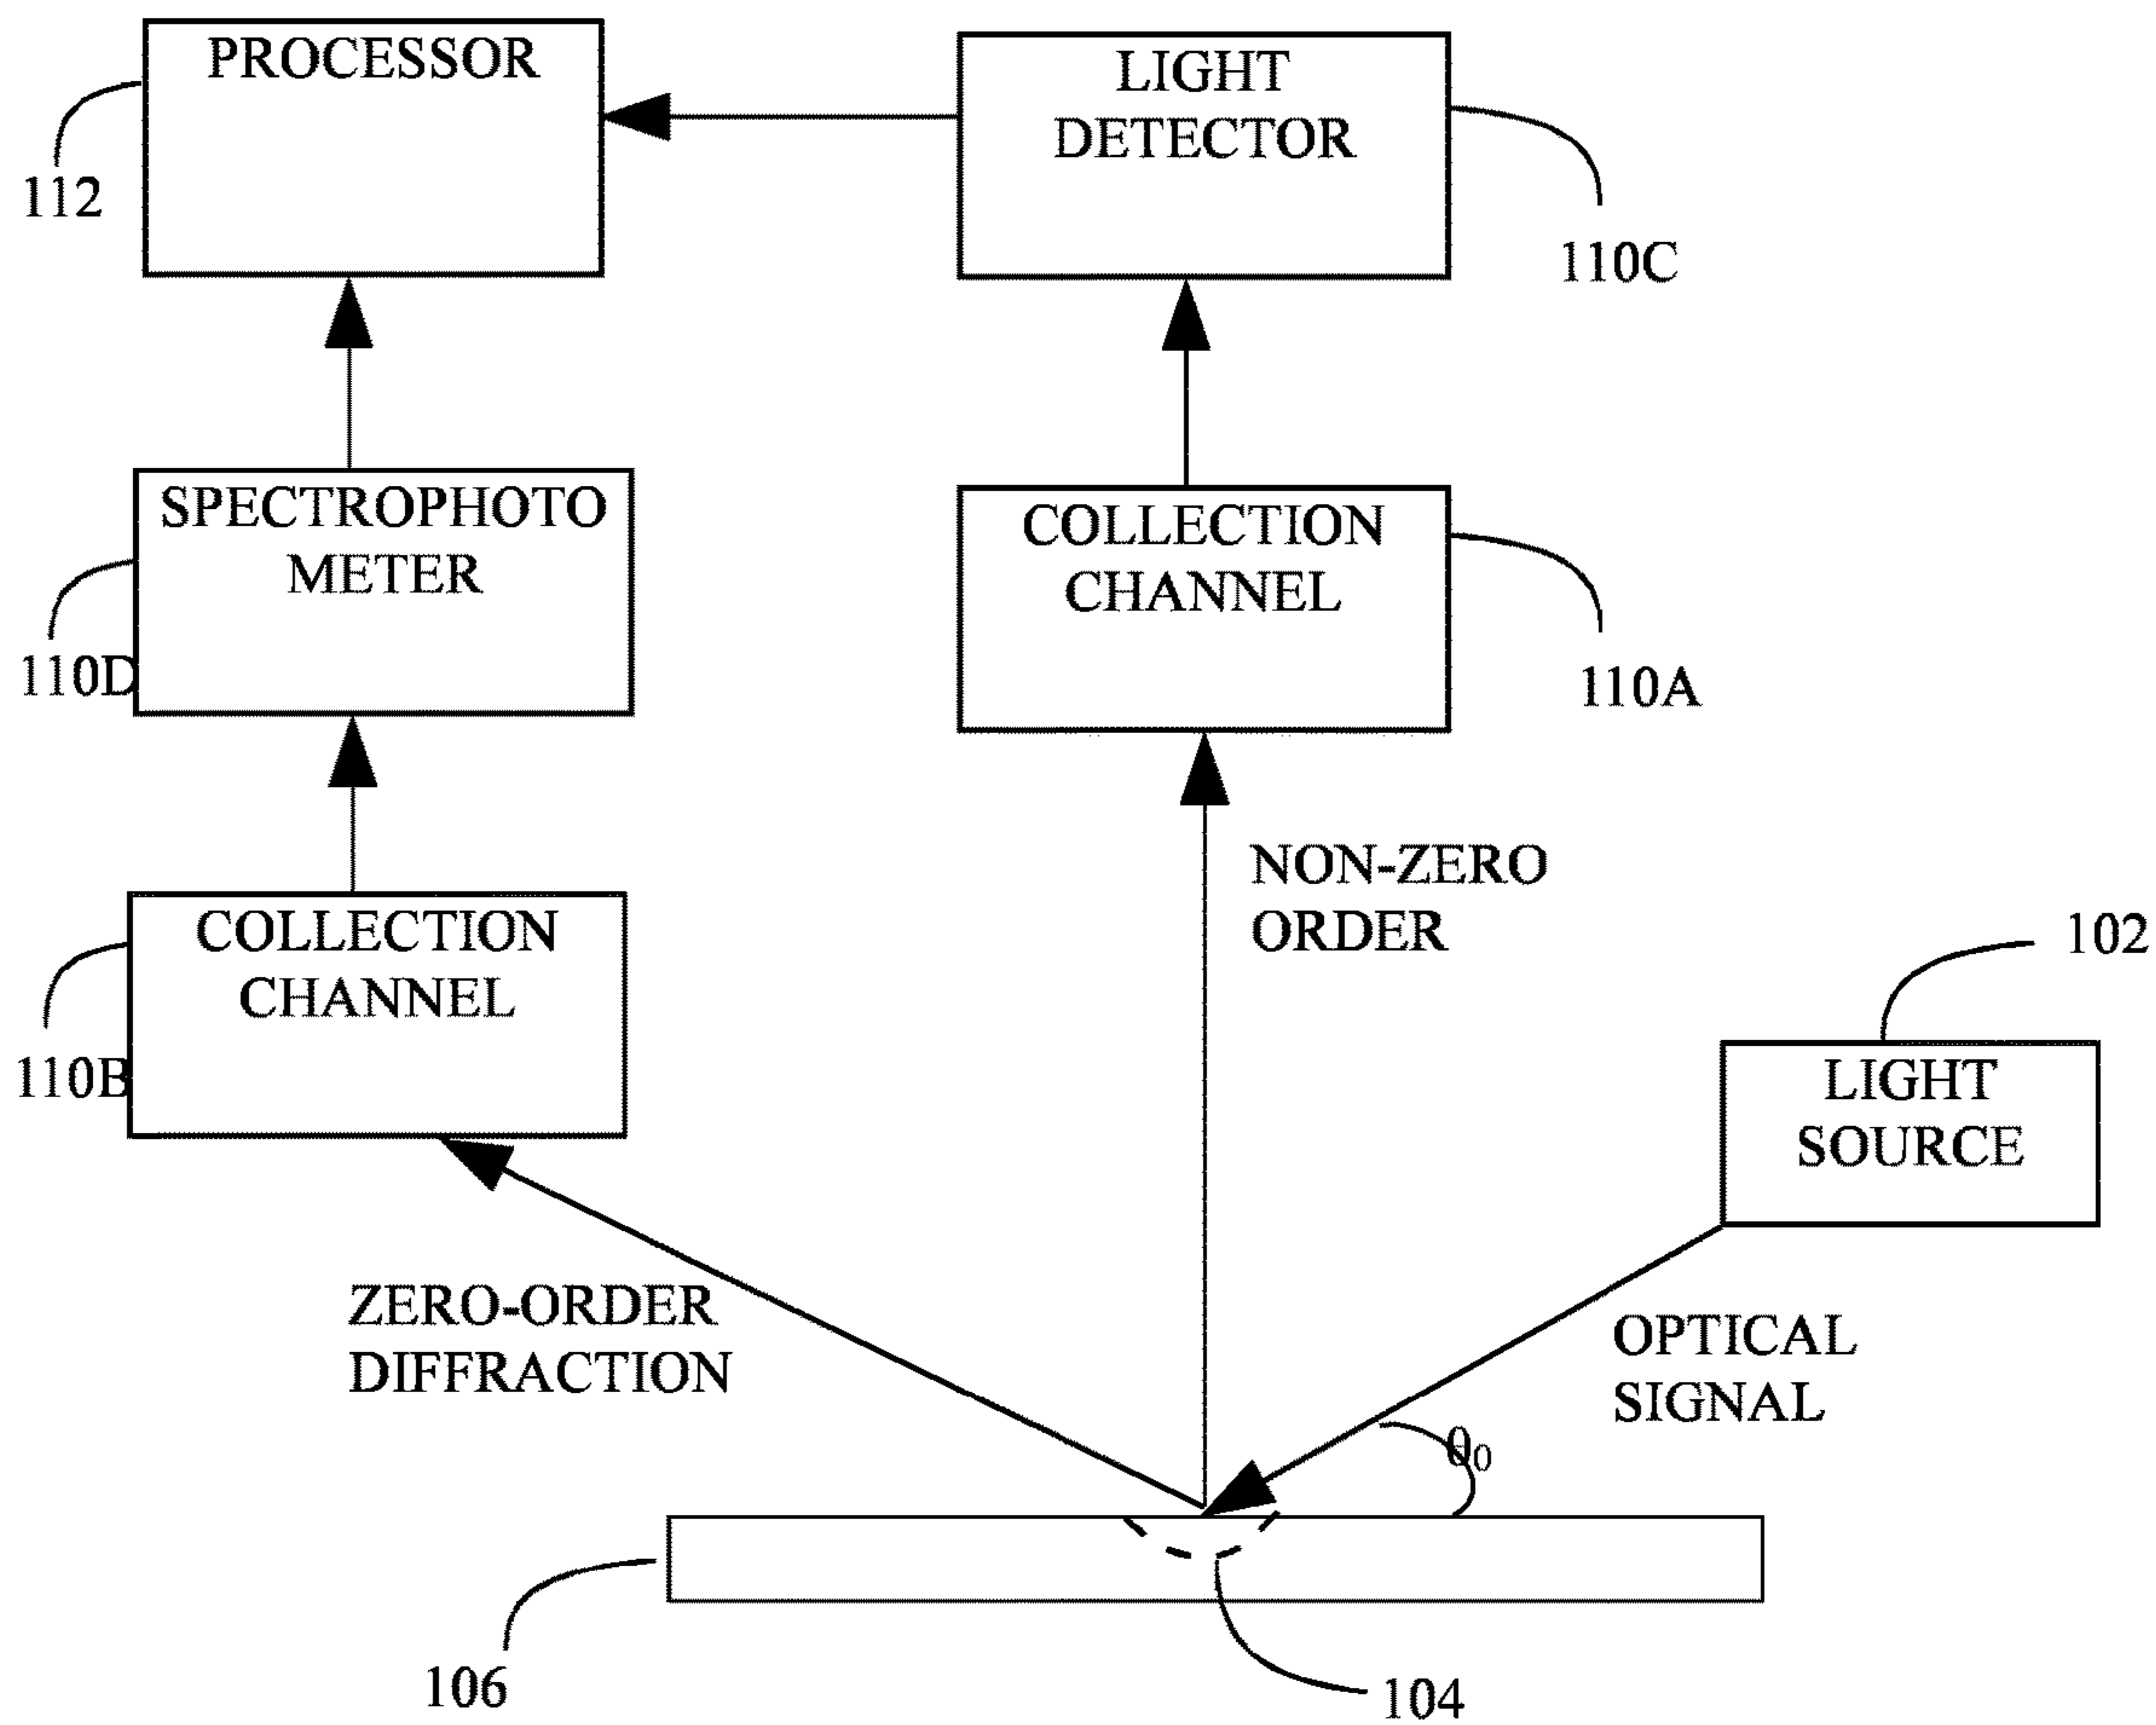 PROCESSOR
LIGHT
DETECTOR
112
110C
SPECTROPHOTO
METER
COLLECTION
CHANNEL
110D
110A
NON-ZERO
ORDER
COLLECTION
CHANNEL
102
110B
LIGHT
SOURCE
ZERO-ORDER
DIFFRACTION
OPTICAL
SIGNAL
θ0
106
104